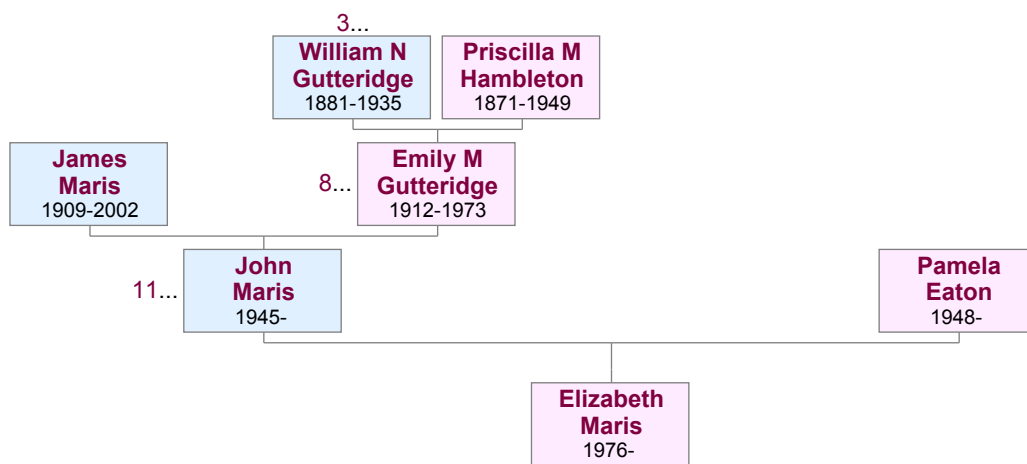 3...
William N
Gutteridge
1881-1935
Priscilla M
Hambleton
1871-1949
James
Maris
1909-2002
8...
Emily M
Gutteridge
1912-1973
11...
John
Maris
1945-
Pamela
Eaton
1948-
Elizabeth
Maris
1976-